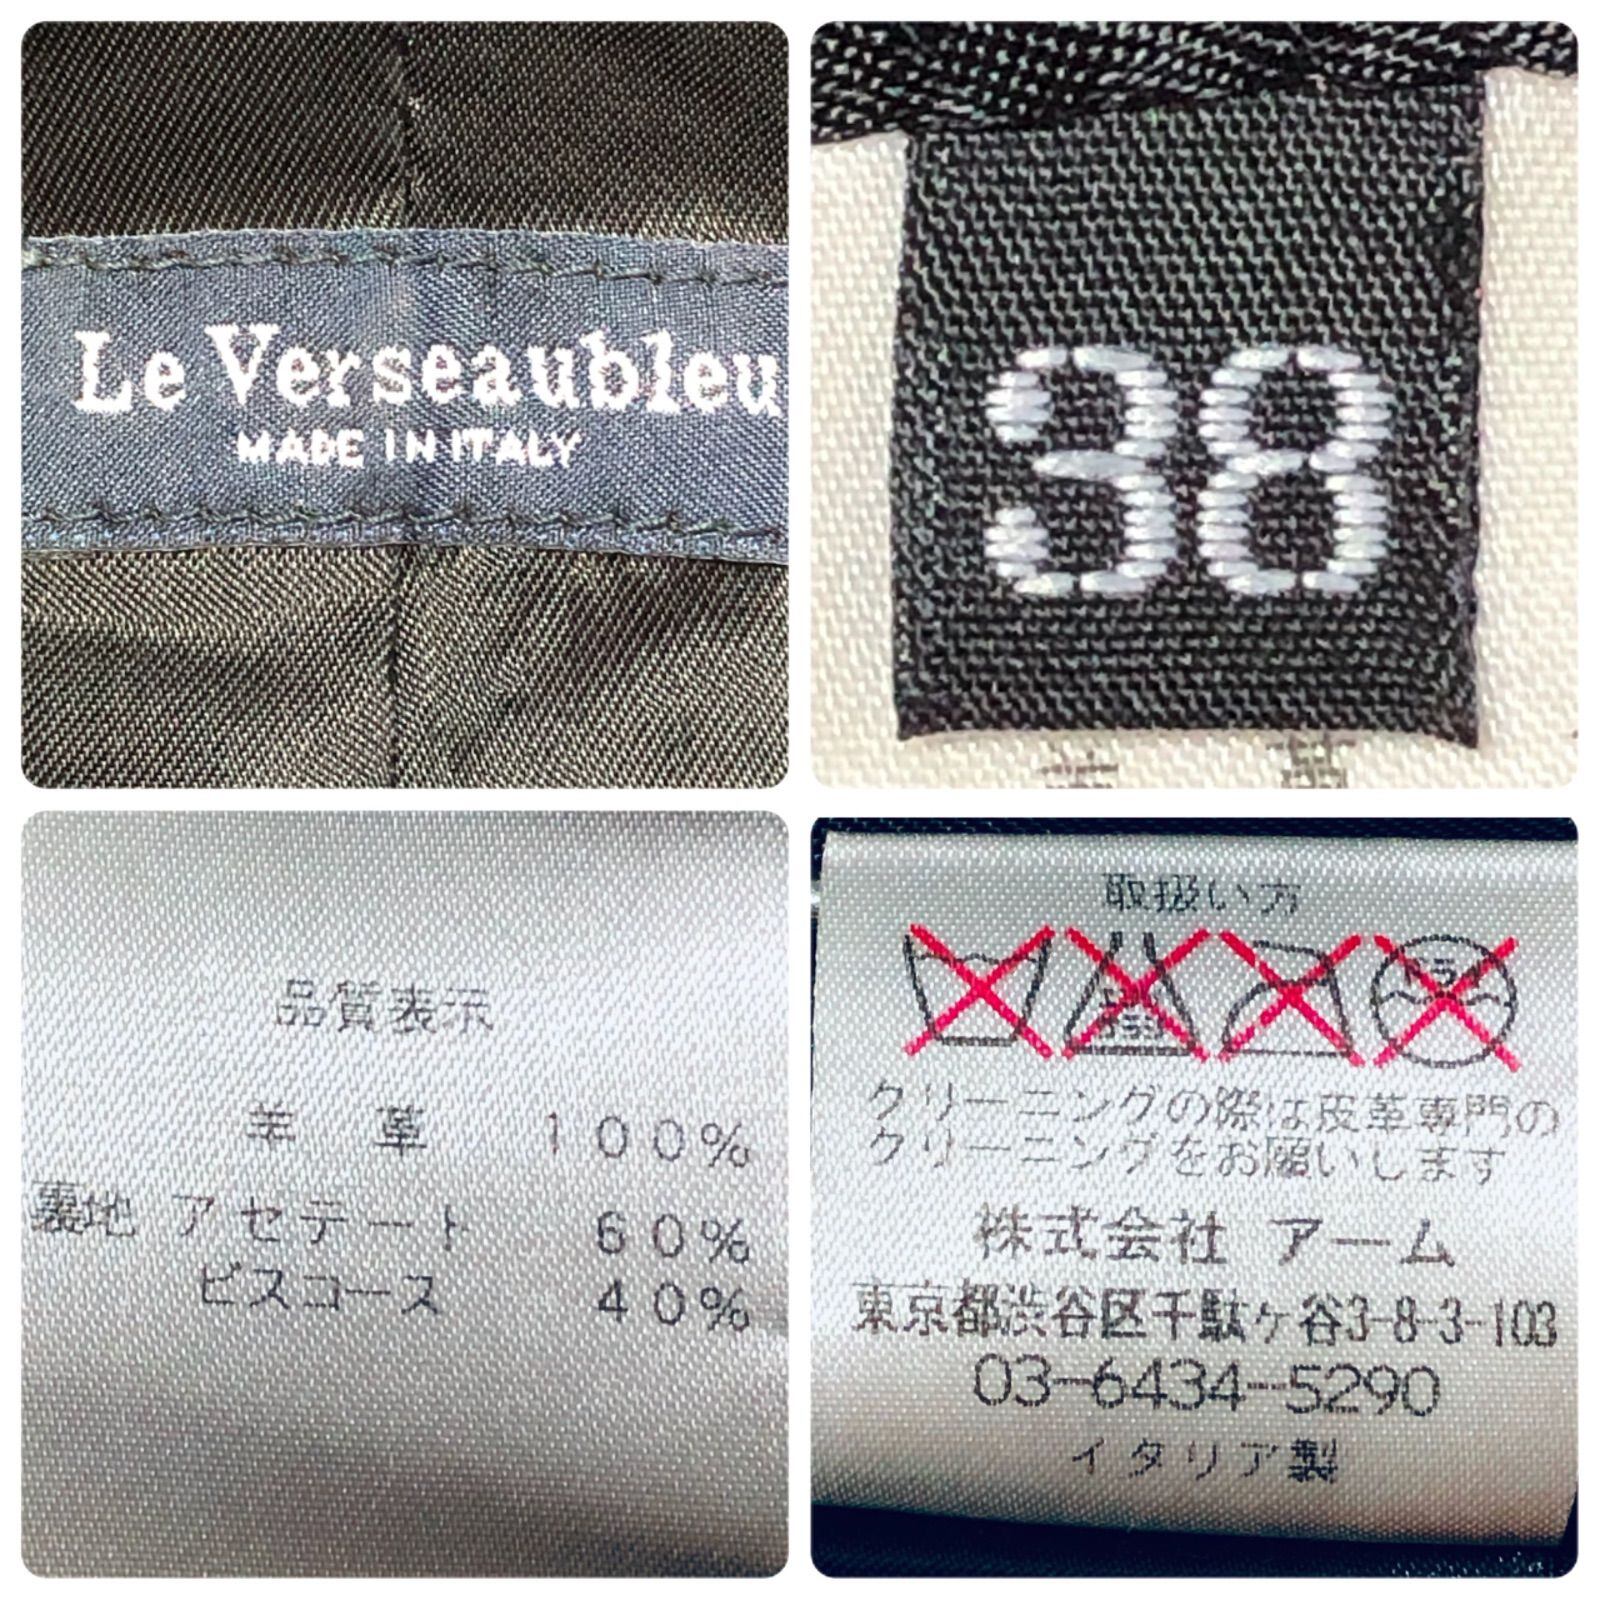 Le Verseaubleu
MADE IN ITALY
38
品質表示
羊 革 100%
裏地 アセテート 60%
ビスコース 40%
取扱い方
ドライ
クリーニングの際は皮革専門の
クリーニングをお願いします
株式会社 アーム
東京都渋谷区千駄ヶ谷3-8-3-103
03-6434-5290
イタリア製